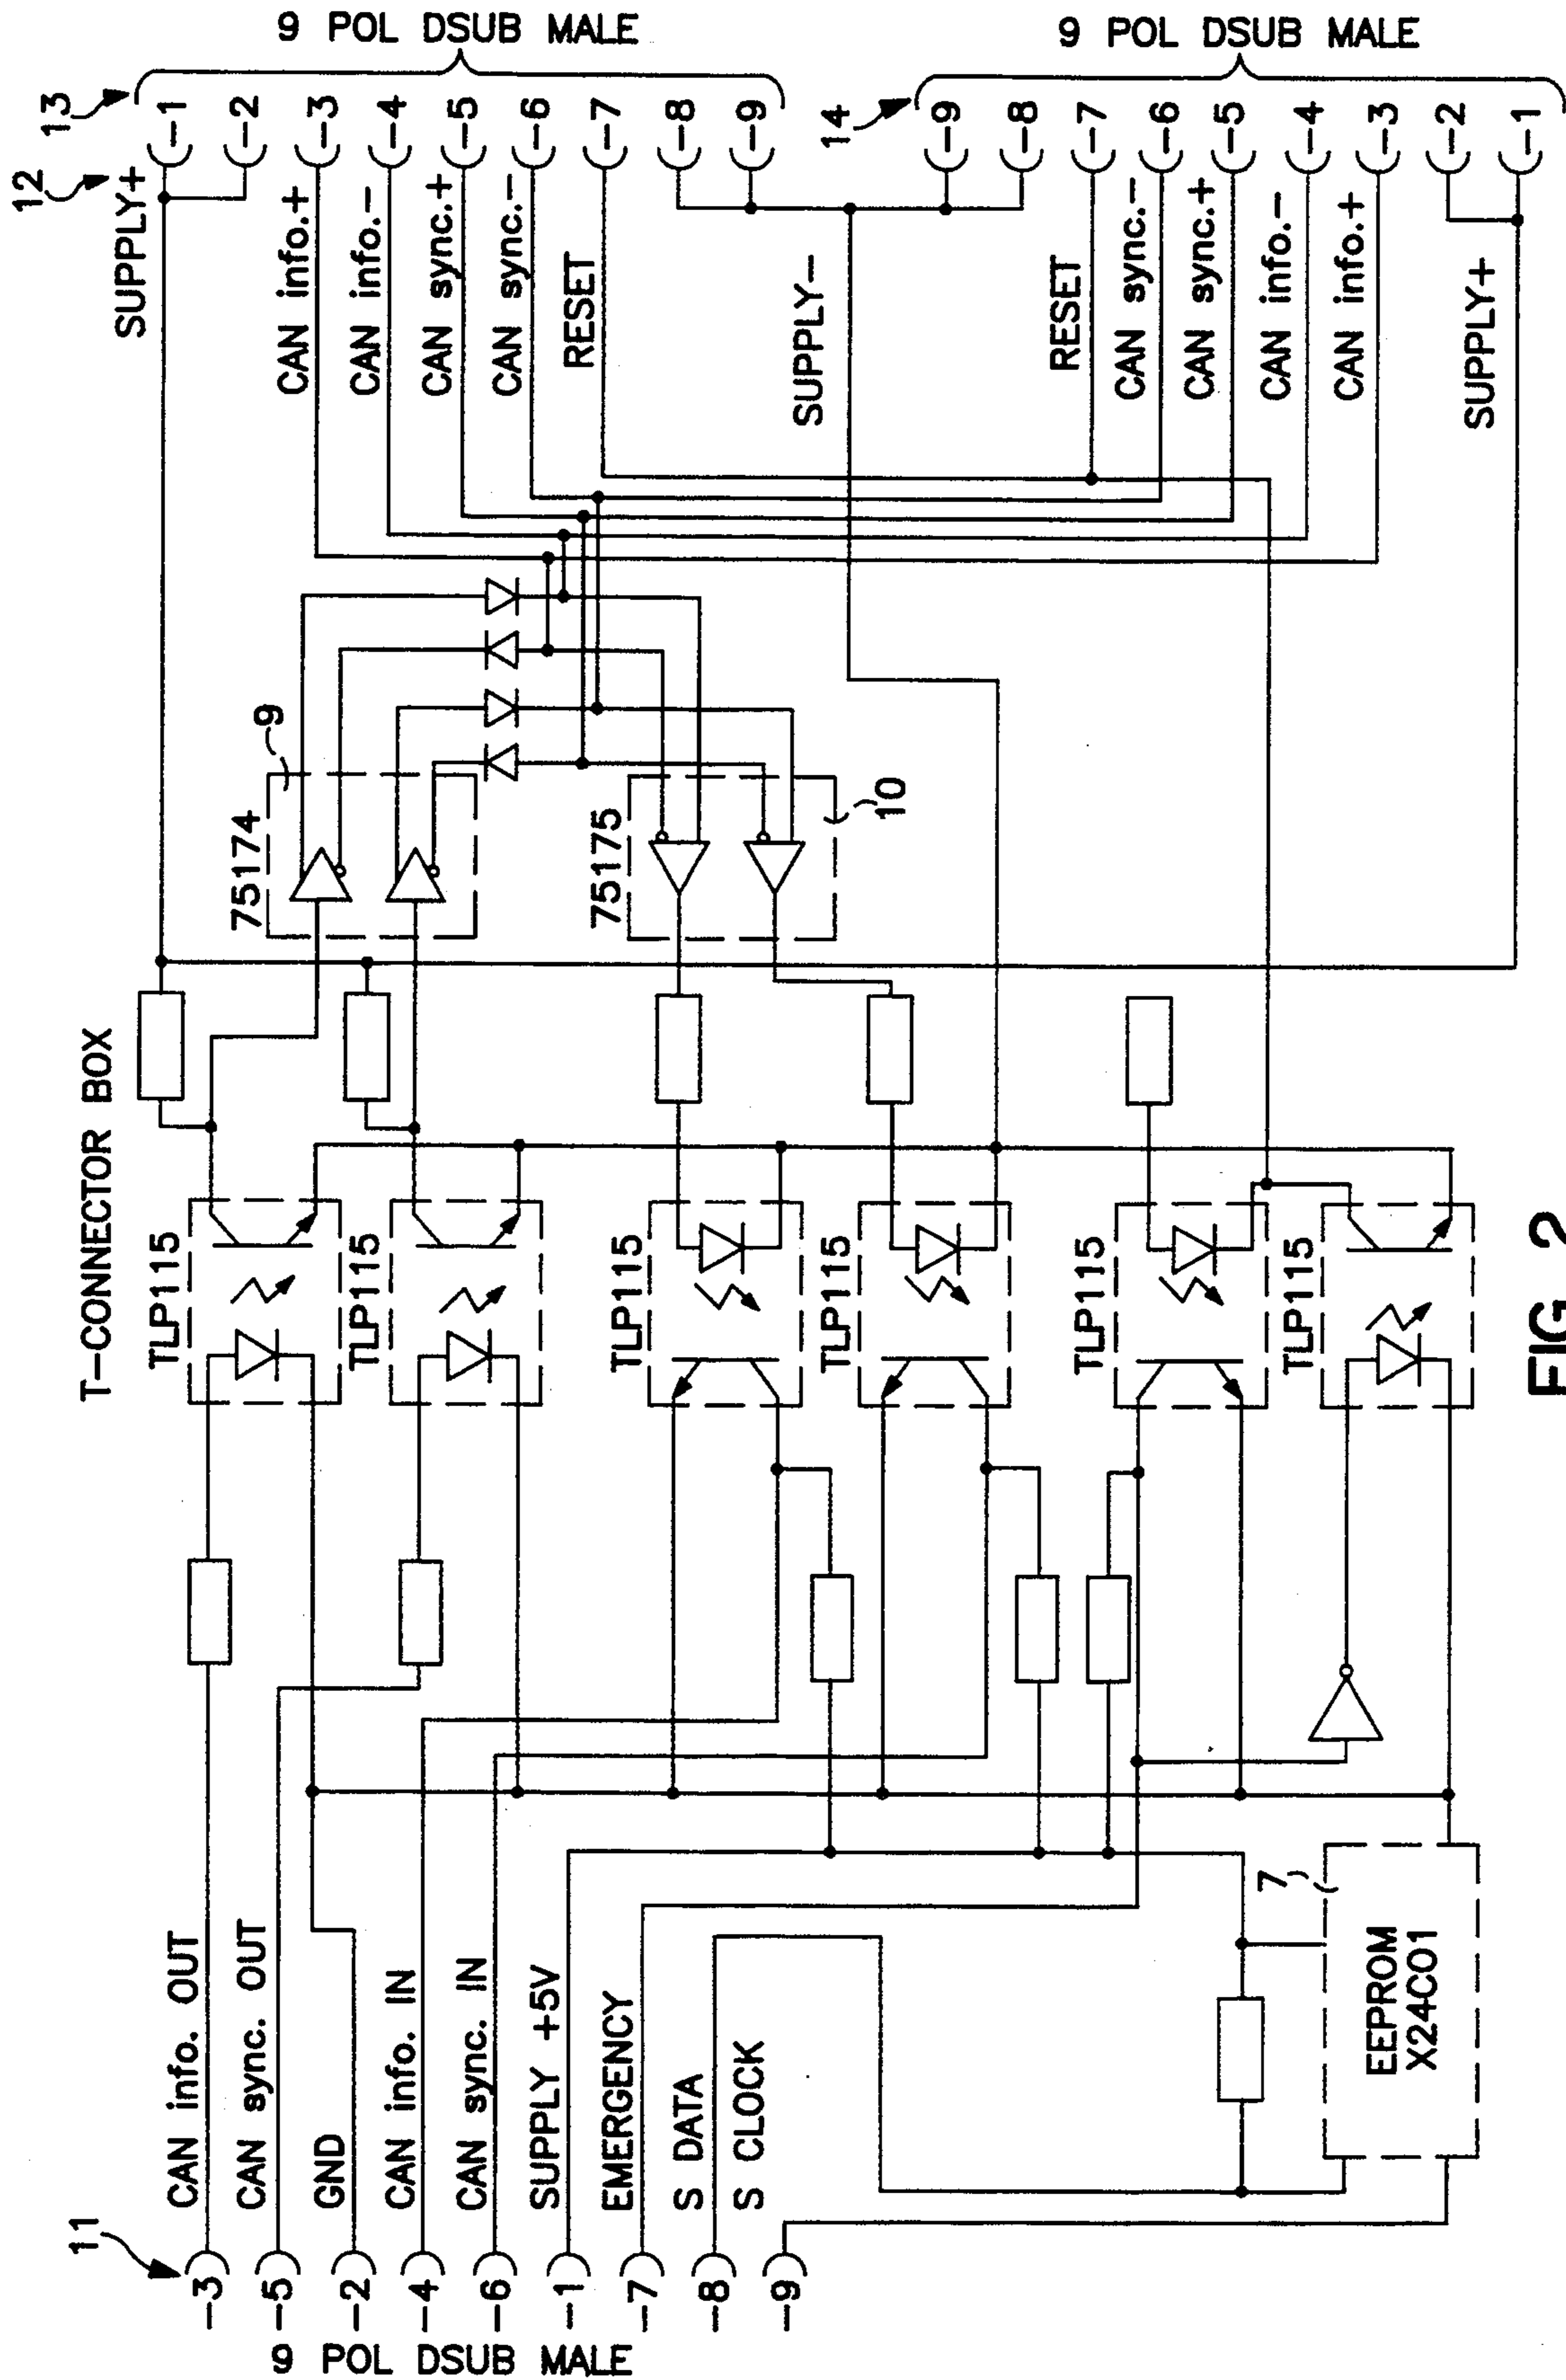 T-CONNECTOR BOX
11
12
13
14
9 POL DSUB MALE
--3
CAN info. OUT
--5
CAN sync. OUT
--2
GND
--4
CAN info. IN
--6
CAN sync. IN
--1
SUPPLY +5V
--7
EMERGENCY
--8
S DATA
--9
S CLOCK
TLP115
TLP115
TLP115
TLP115
TLP115
TLP115
7
EEPROM
X24C01
75174
9
75175
10
SUPPLY+
--1
--2
CAN info.+
--3
CAN info.-
--4
CAN sync.+
--5
CAN sync.-
--6
RESET
--7
--8
--9
9 POL DSUB MALE
SUPPLY-
--9
--8
RESET
--7
CAN sync.-
--6
CAN sync.+
--5
CAN info.-
--4
CAN info.+
--3
--2
SUPPLY+
--1
9 POL DSUB MALE
FIG. 2